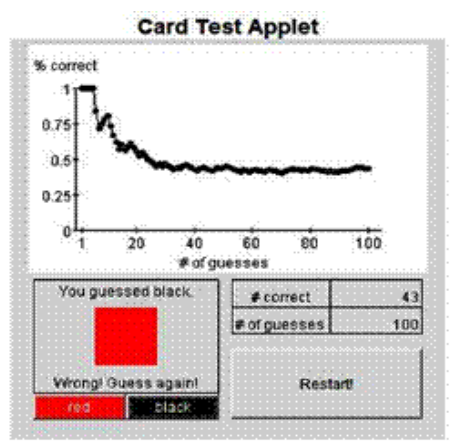 Card Test Applet
% correct
1
0.75
0.5
0.25
0
1 20 40 60 80 100
# of guesses
You guessed black.
Wrong! Guess again!
red black
# correct 43
# of guesses 100
Restart!